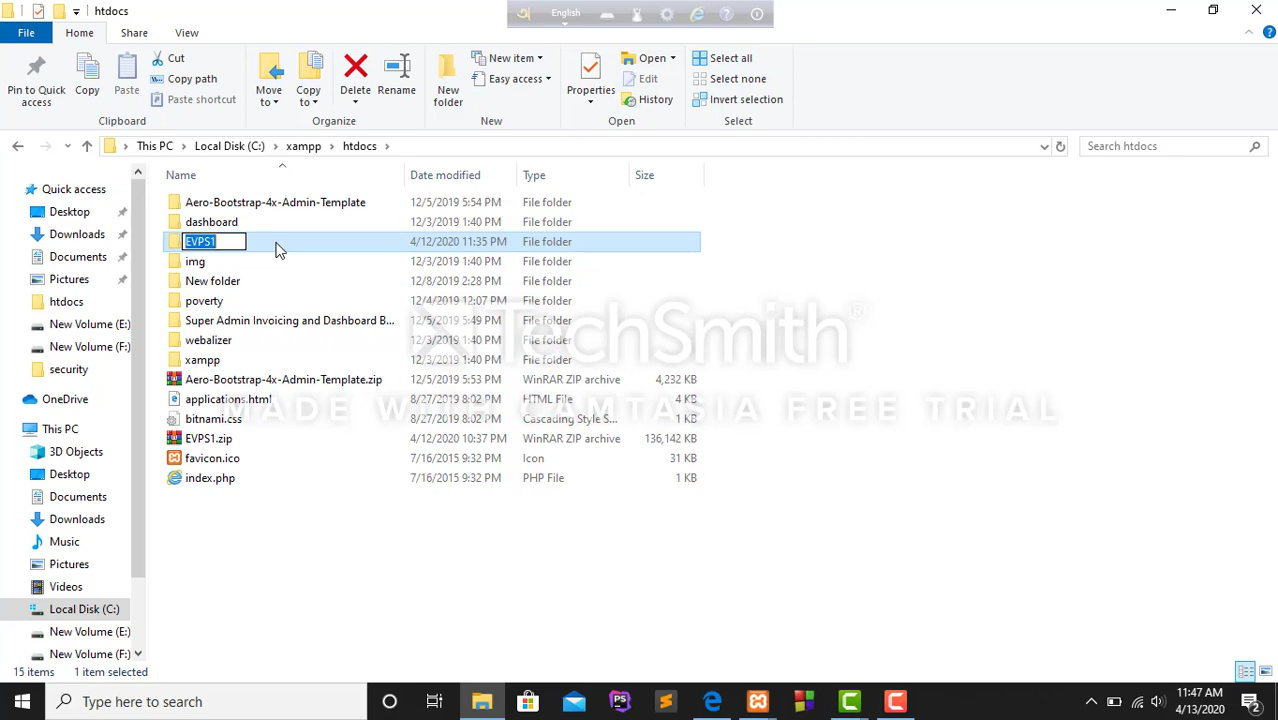 htdocs
English
File Home Share View
Pin to Quick access
Copy
Paste
Cut
Copy path
Paste shortcut
Clipboard
Move to
Copy to
Delete
Rename
Organize
New folder
New item
Easy access
New
Properties
Open
Edit
History
Open
Select all
Select none
Invert selection
Select
This PC > Local Disk (C:) > xampp > htdocs >
Search htdocs
Name Date modified Type Size
Aero-Bootstrap-4x-Admin-Template 12/5/2019 5:54 PM File folder
dashboard 12/3/2019 1:40 PM File folder
EVPS1 4/12/2020 11:35 PM File folder
img 12/3/2019 1:40 PM File folder
New folder 12/8/2019 2:28 PM File folder
poverty 12/4/2019 12:07 PM File folder
Super Admin Invoicing and Dashboard B... 12/5/2019 5:49 PM File folder
webalizer 12/3/2019 1:40 PM File folder
xampp 12/3/2019 1:40 PM File folder
Aero-Bootstrap-4x-Admin-Template.zip 12/5/2019 5:53 PM WinRAR ZIP archive 4,232 KB
applications.html 8/27/2019 8:02 PM HTML File 4 KB
bitnami.css 8/27/2019 8:02 PM Cascading Style S... 1 KB
EVPS1.zip 4/12/2020 10:37 PM WinRAR ZIP archive 136,142 KB
favicon.ico 7/16/2015 9:32 PM Icon 31 KB
index.php 7/16/2015 9:32 PM PHP File 1 KB
Quick access
Desktop
Downloads
Documents
Pictures
htdocs
New Volume (E:)
New Volume (F:)
security
OneDrive
This PC
3D Objects
Desktop
Documents
Downloads
Music
Pictures
Videos
Local Disk (C:)
New Volume (E:)
New Volume (F:)
TechSmith®
MADE WITH CAMTASIA FREE TRIAL
15 items 1 item selected
Type here to search
PS
11:47 AM
4/13/2020
2